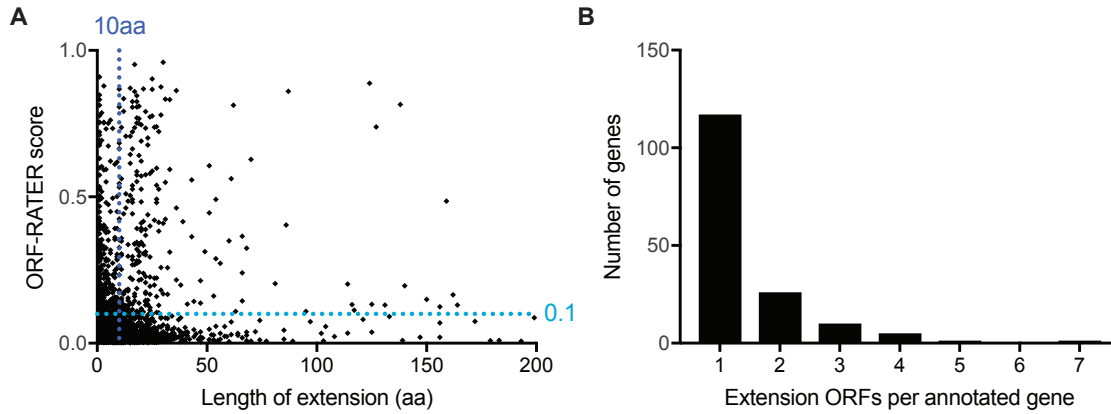 A
10aa
1.0
0.5
0.0
ORF-RATER score
0.1
0
50
100
150
200
Length of extension (aa)
B
150
100
50
0
Number of genes
1
2
3
4
5
6
7
Extension ORFs per annotated gene